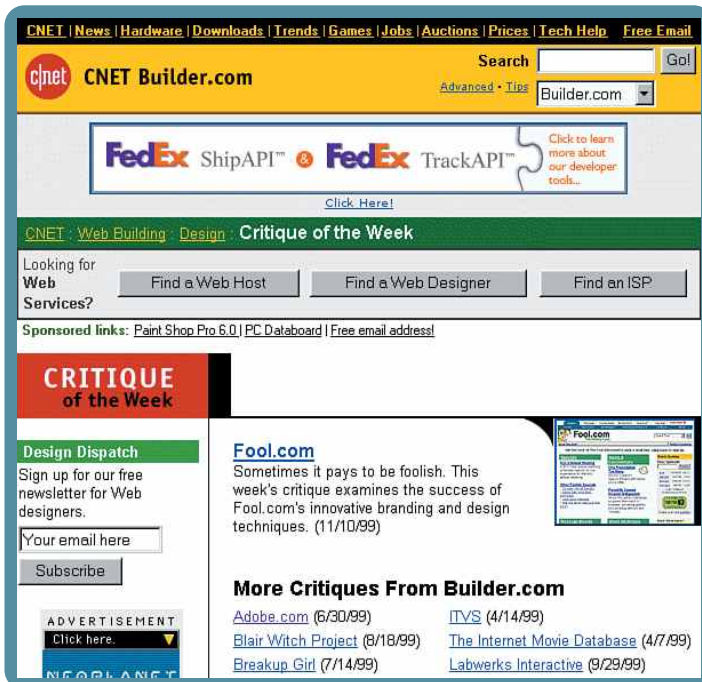 CNET | News | Hardware | Downloads | Trends | Games | Jobs | Auctions | Prices | Tech Help Free Email
c|net CNET Builder.com
Search Go!
Advanced • Tips Builder.com
FedEx ShipAPI™ & FedEx TrackAPI™
Click to learn
more about
our developer
tools...
Click Here!
CNET : Web Building : Design : Critique of the Week
Looking for
Web
Services?
Find a Web Host Find a Web Designer Find an ISP
Sponsored links: Paint Shop Pro 6.0 | PC Databoard | Free email address!
CRITIQUE
of the Week
Design Dispatch
Sign up for our free
newsletter for Web
designers.
Your email here
Subscribe
ADVERTISEMENT
Click here.
NEOPLANET
Fool.com
Sometimes it pays to be foolish. This
week's critique examines the success of
Fool.com's innovative branding and design
techniques. (11/10/99)
Fool.com
More Critiques From Builder.com
Adobe.com (6/30/99) ITVS (4/14/99)
Blair Witch Project (8/18/99) The Internet Movie Database (4/7/99)
Breakup Girl (7/14/99) Labwerks Interactive (9/29/99)